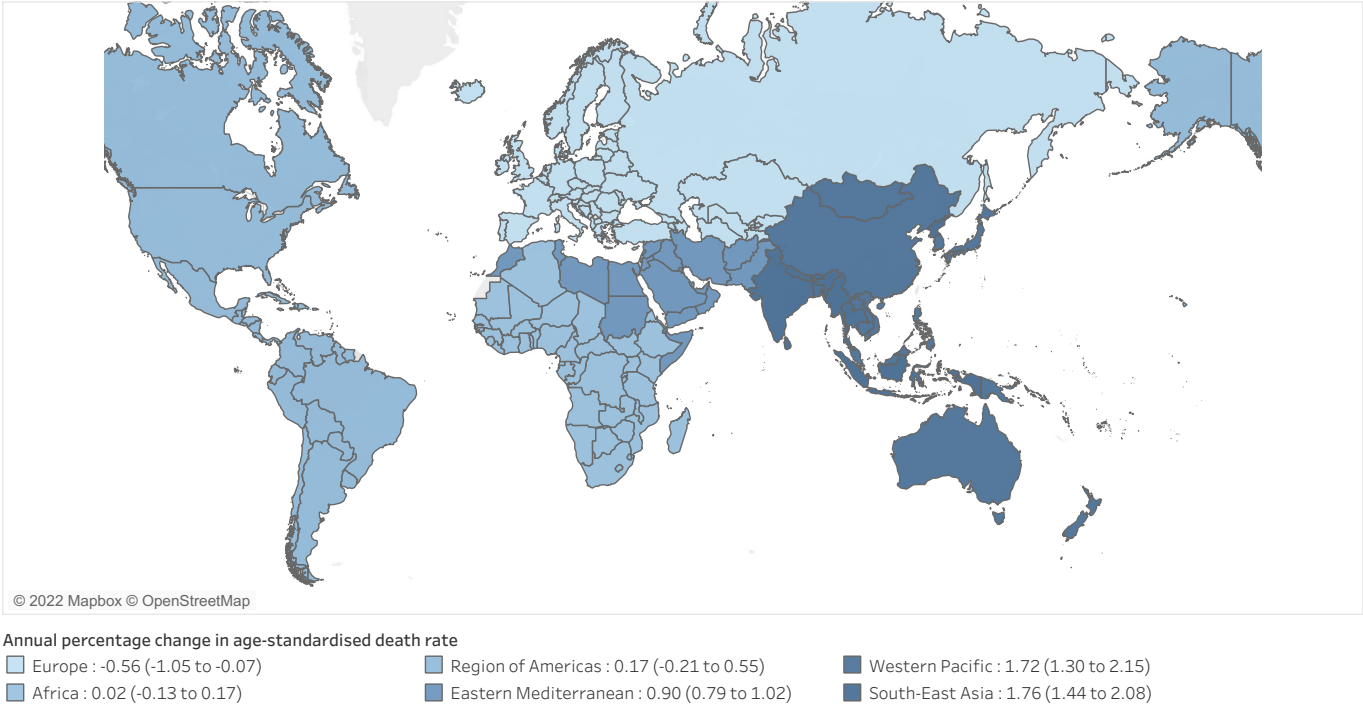 © 2022 Mapbox © OpenStreetMap
Annual percentage change in age-standardised death rate
Europe : -0.56 (-1.05 to -0.07)
Africa : 0.02 (-0.13 to 0.17)
Region of Americas : 0.17 (-0.21 to 0.55)
Eastern Mediterranean : 0.90 (0.79 to 1.02)
Western Pacific : 1.72 (1.30 to 2.15)
South-East Asia : 1.76 (1.44 to 2.08)